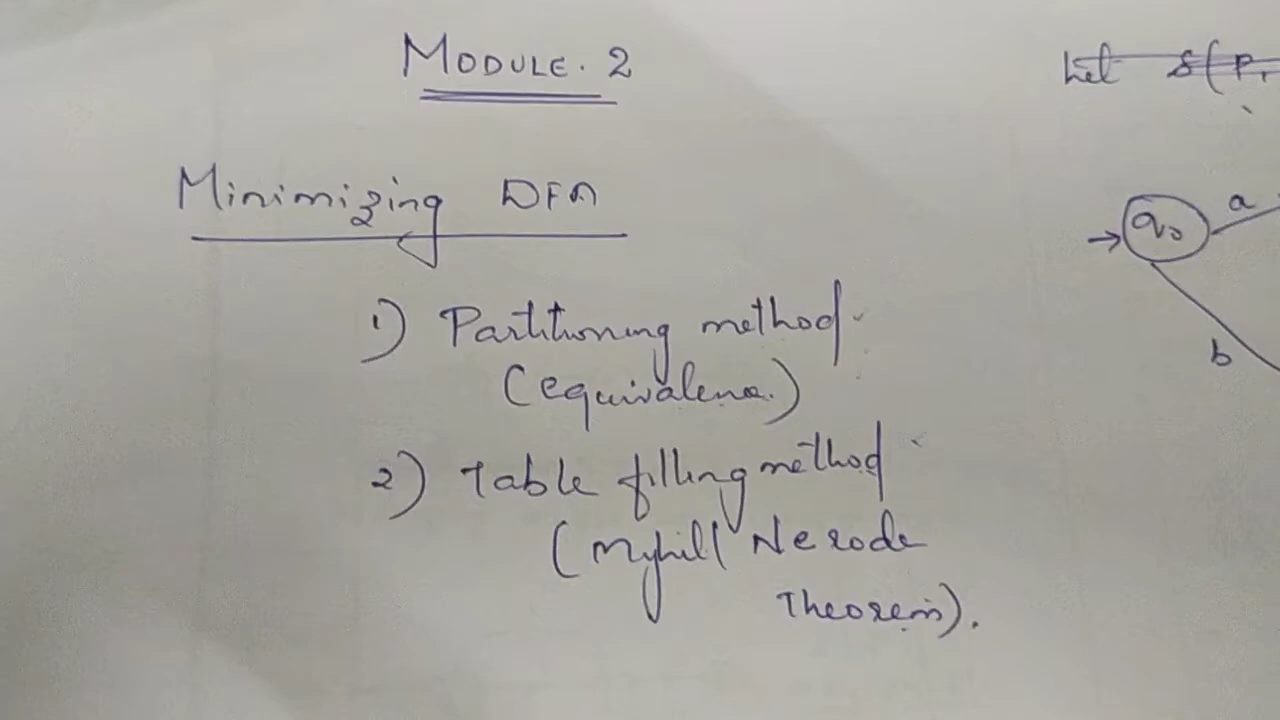 MODULE. 2
Minimizing DFA
1) Partitioning method
(equivalence.)
2) Table filling method
(Myhill Nerode
Theorem).
Let δ(P,
q0
a
b